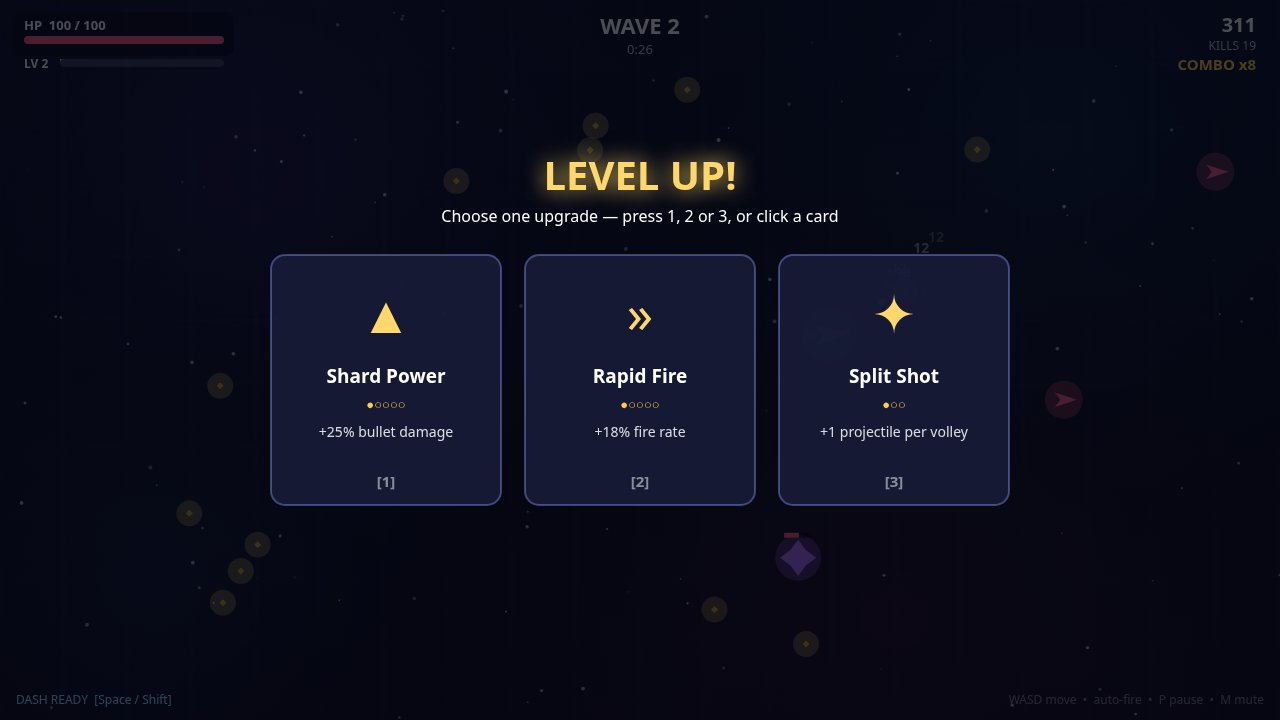 HP 100 / 100
WAVE 2
311
0:26
KILLS 19
LV 2
COMBO x8
LEVEL UP!
Choose one upgrade — press 1, 2 or 3, or click a card
12
12
Shard Power
Rapid Fire
Split Shot
+25% bullet damage
+18% fire rate
+1 projectile per volley
[1]
[2]
[3]
DASH READY [Space / Shift]
WASD move • auto-fire • P pause • M mute